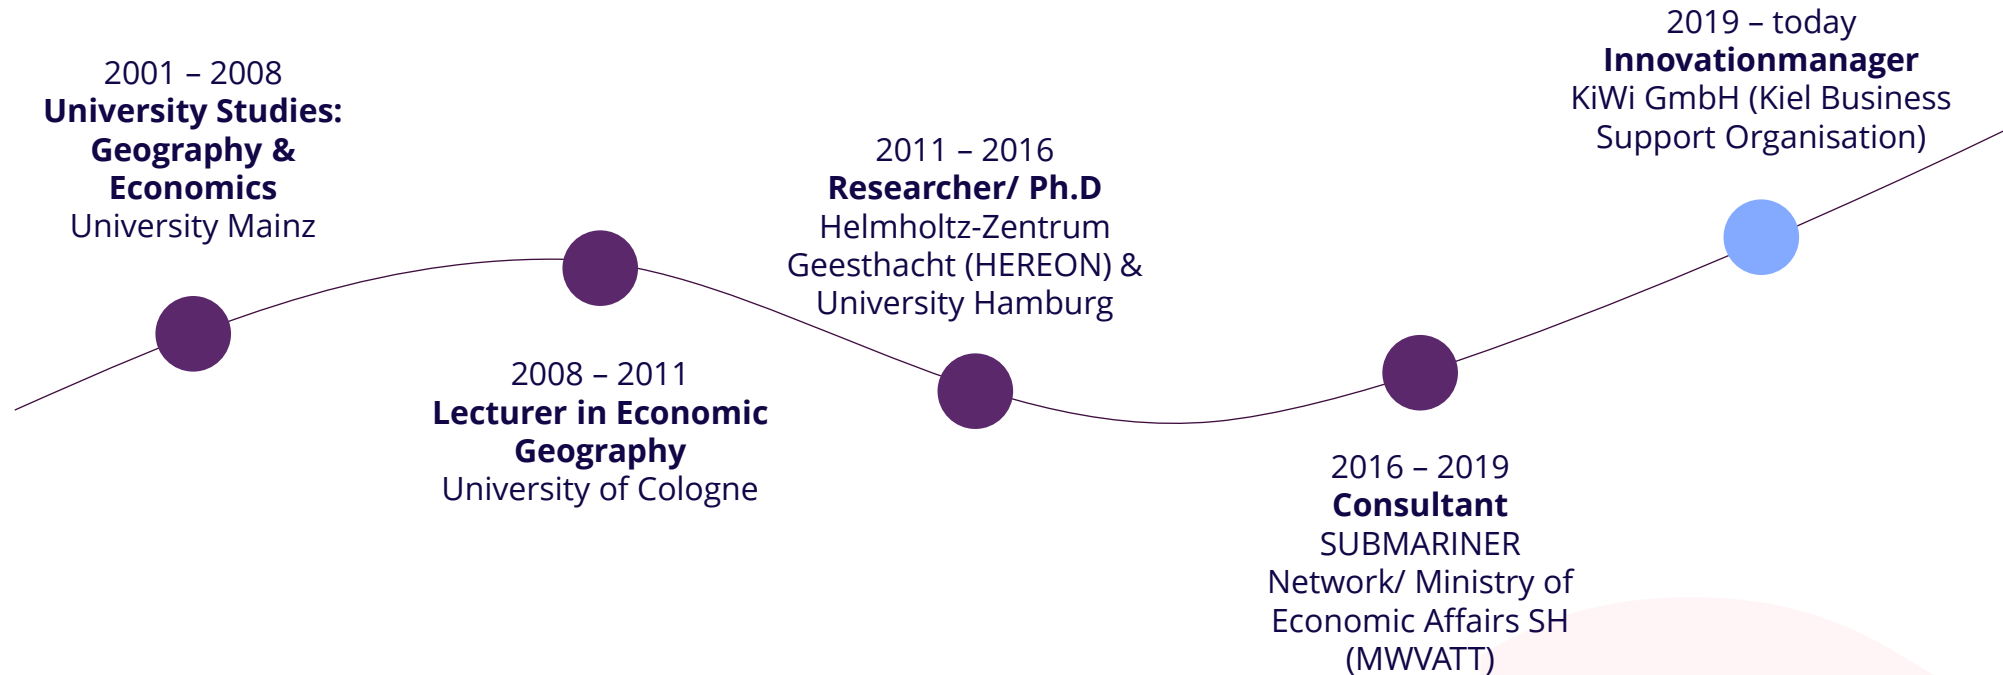 2001 – 2008
University Studies:
Geography &
Economics
University Mainz
2008 – 2011
Lecturer in Economic
Geography
University of Cologne
2011 – 2016
Researcher/ Ph.D
Helmholtz-Zentrum
Geesthacht (HEREON) &
University Hamburg
2016 – 2019
Consultant
SUBMARINER
Network/ Ministry of
Economic Affairs SH
(MWVATT)
2019 – today
Innovationmanager
KiWi GmbH (Kiel Business
Support Organisation)